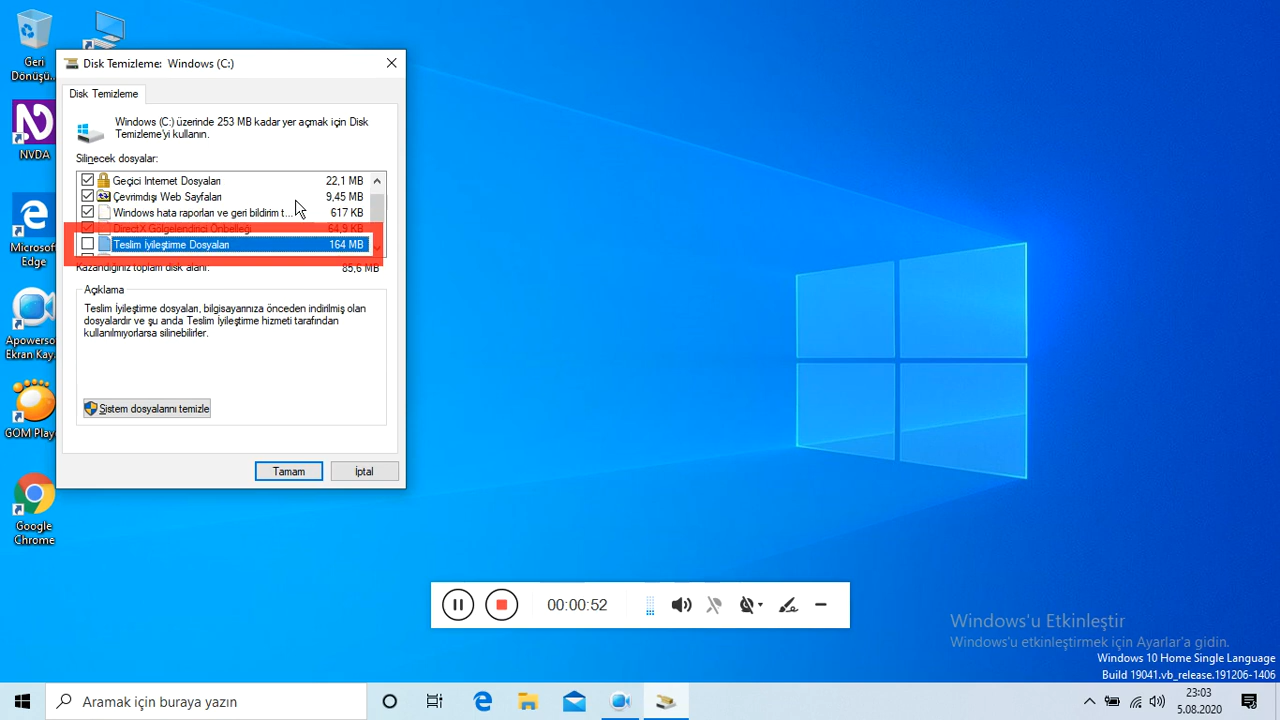 Geri
Dönüşü...
NVDA
Microsoft
Edge
Apowerso
Ekran Kay.
GOM Play
Google
Chrome
Disk Temizleme: Windows (C:)
Disk Temizleme
Windows (C:) üzerinde 253 MB kadar yer açmak için Disk
Temizleme'yi kullanın.
Silinecek dosyalar:
Geçici Internet Dosyaları 22,1 MB
Çevrimdışı Web Sayfaları 9,45 MB
Windows hata raporları ve geri bildirim t... 617 KB
DirectX Gölgelendirici Önbelleği 64,9 KB
Teslim İyileştirme Dosyaları 164 MB
Kazandığınız toplam disk alanı: 85,6 MB
Açıklama
Teslim İyileştirme dosyaları, bilgisayarınıza önceden indirilmiş olan
dosyalardır ve şu anda Teslim İyileştirme hizmeti tarafından
kullanılmıyorlarsa silinebilirler.
Sistem dosyalarını temizle
Tamam
İptal
00:00:52
Windows'u Etkinleştir
Windows'u etkinleştirmek için Ayarlar'a gidin.
Windows 10 Home Single Language
Build 19041.vb_release.191206-1406
Aramak için buraya yazın
23:03
5.08.2020